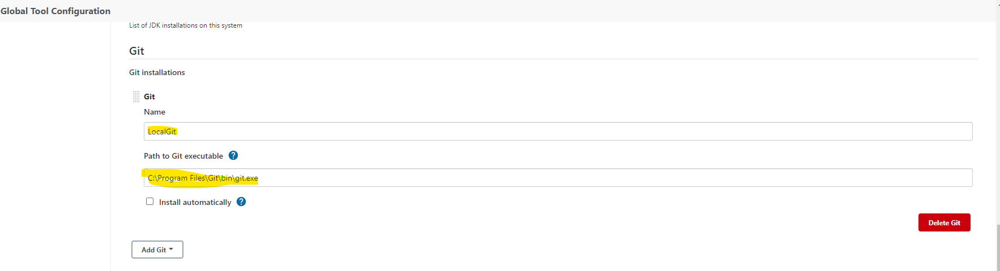 Global Tool Configuration
List of JDK installations on this system
Git
Git installations
Git
Name
LocalGit
Path to Git executable ?
C:\Program Files\Git\bin\git.exe
Install automatically ?
Delete Git
Add Git